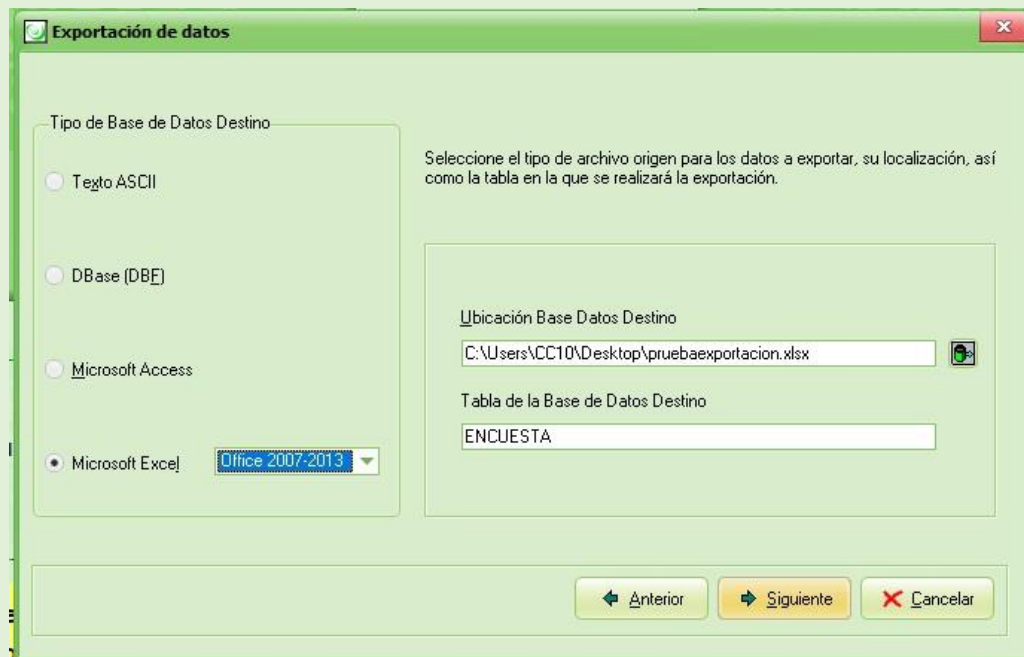 Exportación de datos
Tipo de Base de Datos Destino
Texto ASCII
DBase (DBF)
Microsoft Access
Microsoft Excel
Office 2007-2013
Seleccione el tipo de archivo origen para los datos a exportar, su localización, así
como la tabla en la que se realizará la exportación.
Ubicación Base Datos Destino
C:\Users\CC10\Desktop\pruebaexportacion.xlsx
Tabla de la Base de Datos Destino
ENCUESTA
Anterior
Siguiente
Cancelar